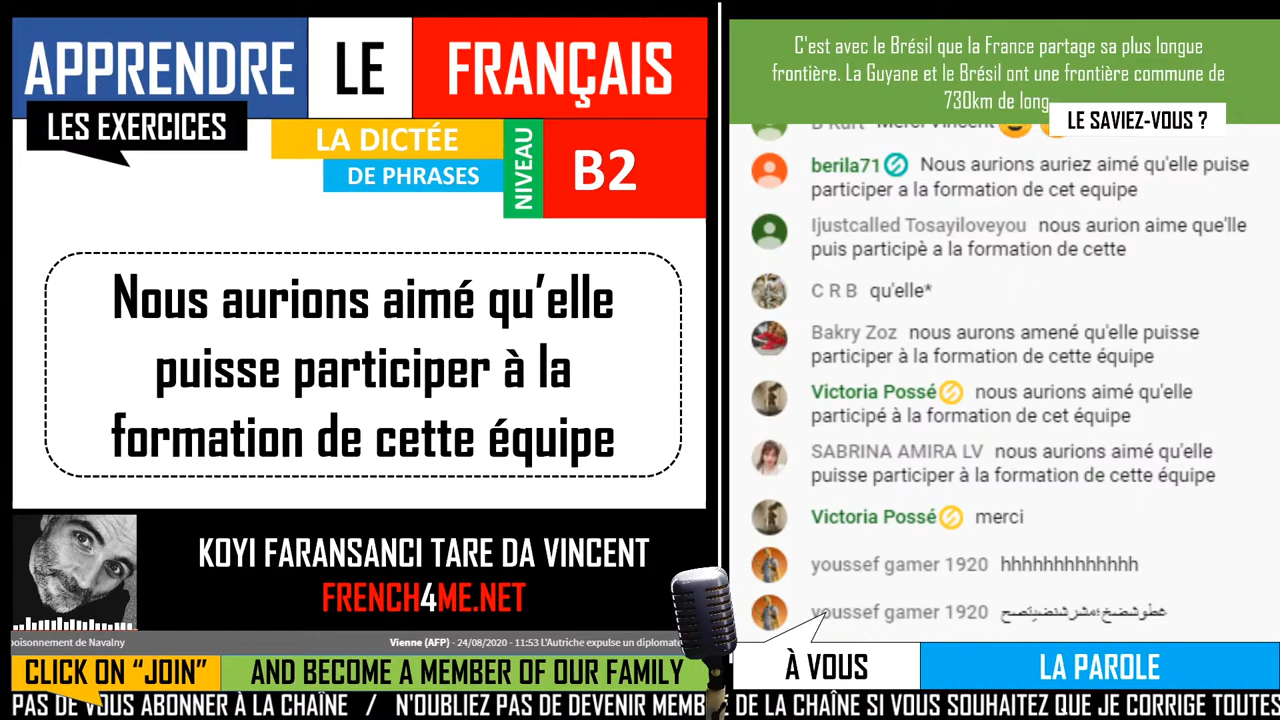 APPRENDRE LE FRANÇAIS
LES EXERCICES
LA DICTÉE
DE PHRASES
NIVEAU
B2
Nous aurions aimé qu’elle
puisse participer à la
formation de cette équipe
KOYI FARANSANCI TARE DA VINCENT
FRENCH4ME.NET
poisonnement de Navalny
Vienne (AFP) - 24/08/2020 - 11:53 L'Autriche expulse un diplomate
CLICK ON “JOIN” AND BECOME A MEMBER OF OUR FAMILY
C'est avec le Brésil que la France partage sa plus longue
frontière. La Guyane et le Brésil ont une frontière commune de
730km de long
LE SAVIEZ-VOUS ?
B Kurt Merci Vincent
berila71 Nous aurions auriez aimé qu'elle puise
participer a la formation de cet equipe
Ijustcalled Tosayiloveyou nous aurion aime que'lle
puis participè a la formation de cette
C R B qu'elle*
Bakry Zoz nous aurons amené qu'elle puisse
participer à la formation de cette équipe
Victoria Possé nous aurions aimé qu'elle
participé à la formation de cet équipe
SABRINA AMIRA LV nous aurions aimé qu'elle
puisse participer à la formation de cette équipe
Victoria Possé merci
youssef gamer 1920 hhhhhhhhhhhhh
youssef gamer 1920
À VOUS LA PAROLE
PAS DE VOUS ABONNER À LA CHAÎNE / N'OUBLIEZ PAS DE DEVENIR MEMB DE LA CHAÎNE SI VOUS SOUHAITEZ QUE JE CORRIGE TOUTES